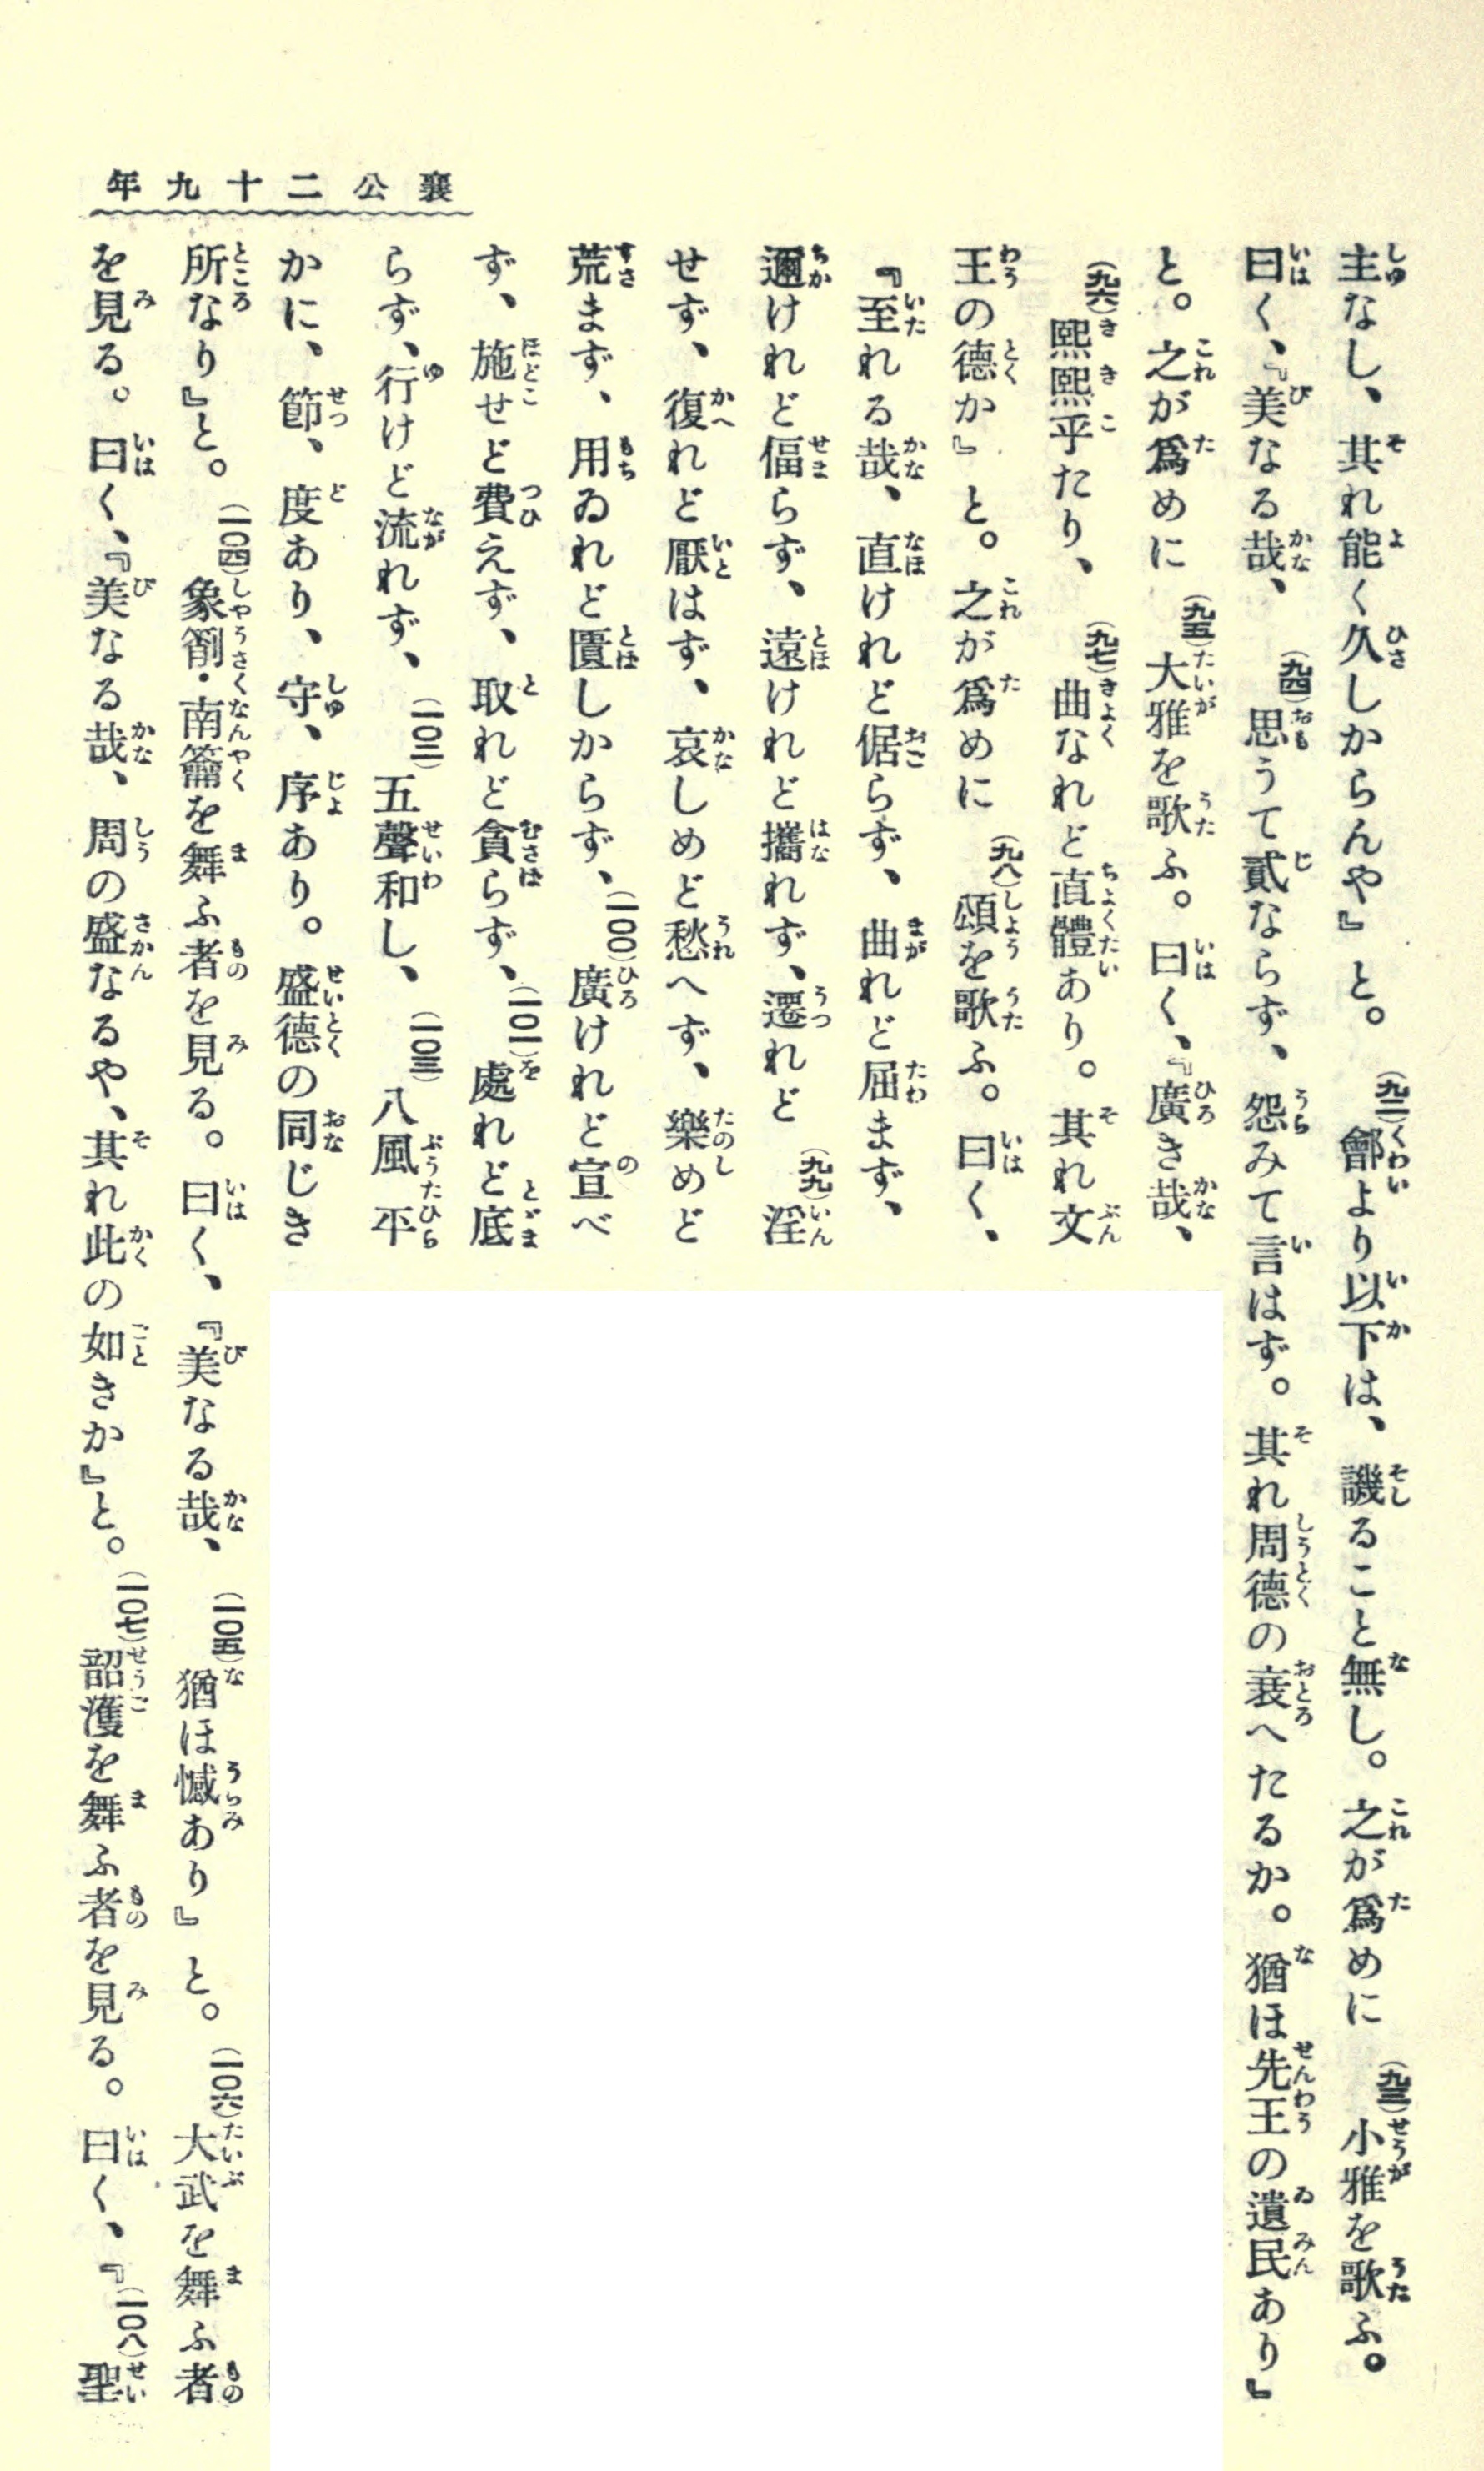 襄公二十九年
主なし、其れ能く久しからんや』と。(九二)鄶より以下は、譏ること無し。之が爲めに(九三)小雅を歌ふ。
曰く、『美なる哉、(九四)思うて貳ならず、怨みて言はず。其れ周德の衰へたるか。猶ほ先王の遺民あり』
と。之が爲めに(九五)大雅を歌ふ。曰く、『廣き哉、
(九六)熙熙乎たり、(九七)曲なれど直體あり。其れ文
王の德か』と。之が爲めに(九八)頌を歌ふ。曰く、
『至れる哉、直けれど倨らず、曲れど屈まず、
邇けれど偪らず、遠けれど攜れず、遷れど(九九)淫
せず、復れど厭はず、哀しめど愁へず、樂めど
荒まず、用ゐれど匱しからず、(一〇〇)廣けれど宣べ
ず、施せど費えず、取れど貪らず、(一〇一)處れど底
らず、行けど流れず、(一〇二)五聲和し、(一〇三)八風平
かに、節、度あり、守、序あり。盛德の同じき
所なり』と。(一〇四)象箾・南籥を舞ふ者を見る。曰く、『美なる哉、(一〇五)猶ほ憾あり』と。(一〇六)大武を舞ふ者
を見る。曰く、『美なる哉、周の盛なるや、其れ此の如きか』と。(一〇七)韶濩を舞ふ者を見る。曰く、『(一〇八)聖